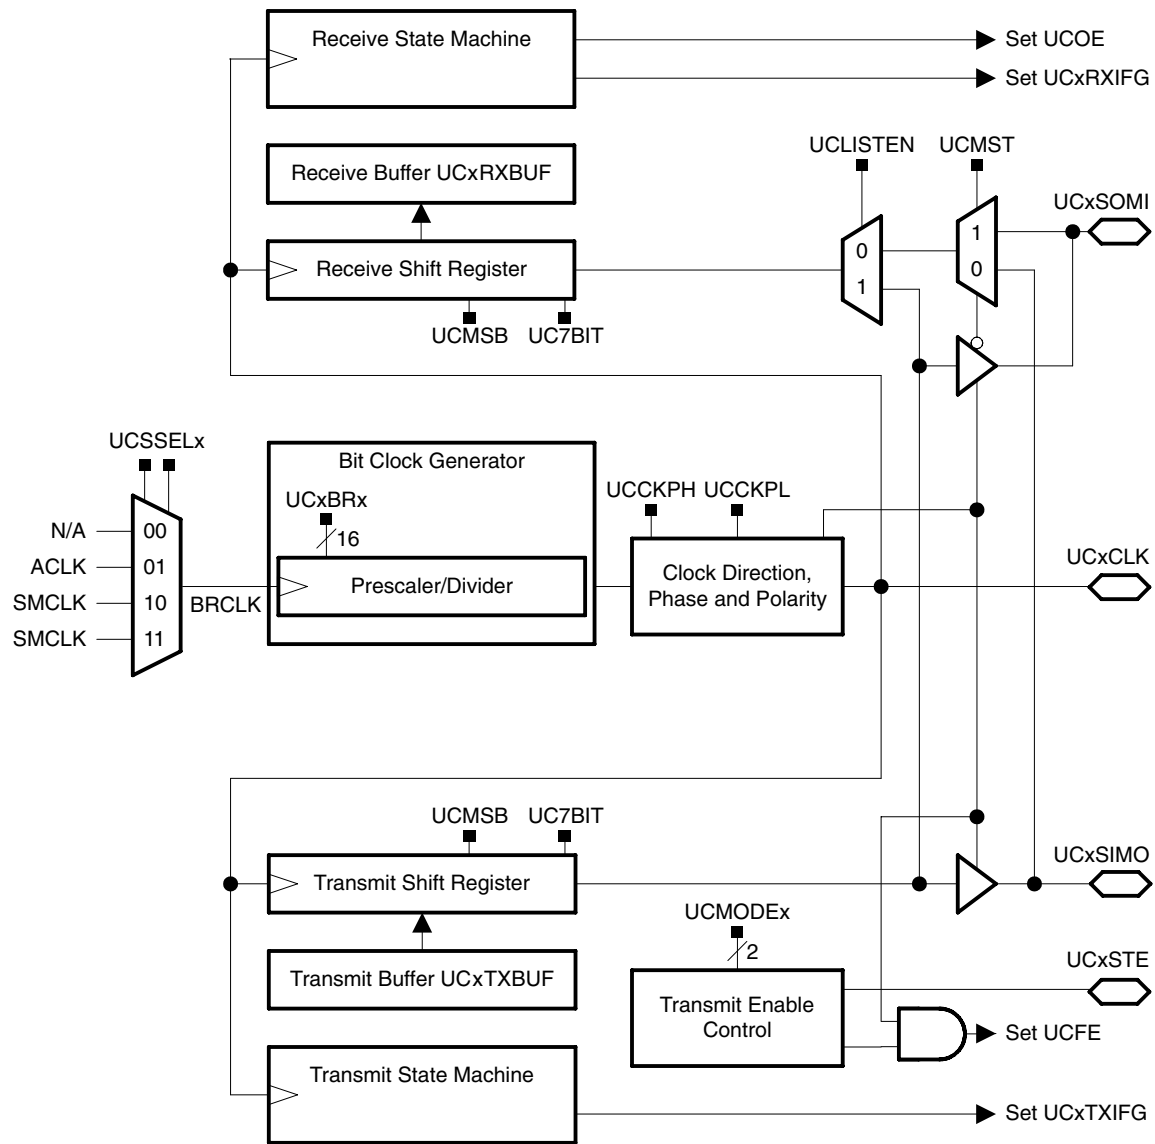 Receive State Machine
Set UCOE
Set UCxRXIFG
Receive Buffer UCxRXBUF
UCLISTEN
UCMST
UCxSOMI
Receive Shift Register
0
1
1
0
UCMSB
UC7BIT
UCSSELx
Bit Clock Generator
UCxBRx
16
UCCKPH
UCCKPL
N/A
00
ACLK
01
SMCLK
10
SMCLK
11
BRCLK
Prescaler/Divider
Clock Direction,
Phase and Polarity
UCxCLK
UCMSB
UC7BIT
Transmit Shift Register
UCxSIMO
UCMODEx
2
Transmit Buffer UCxTXBUF
UCxSTE
Transmit Enable
Control
Set UCFE
Transmit State Machine
Set UCxTXIFG